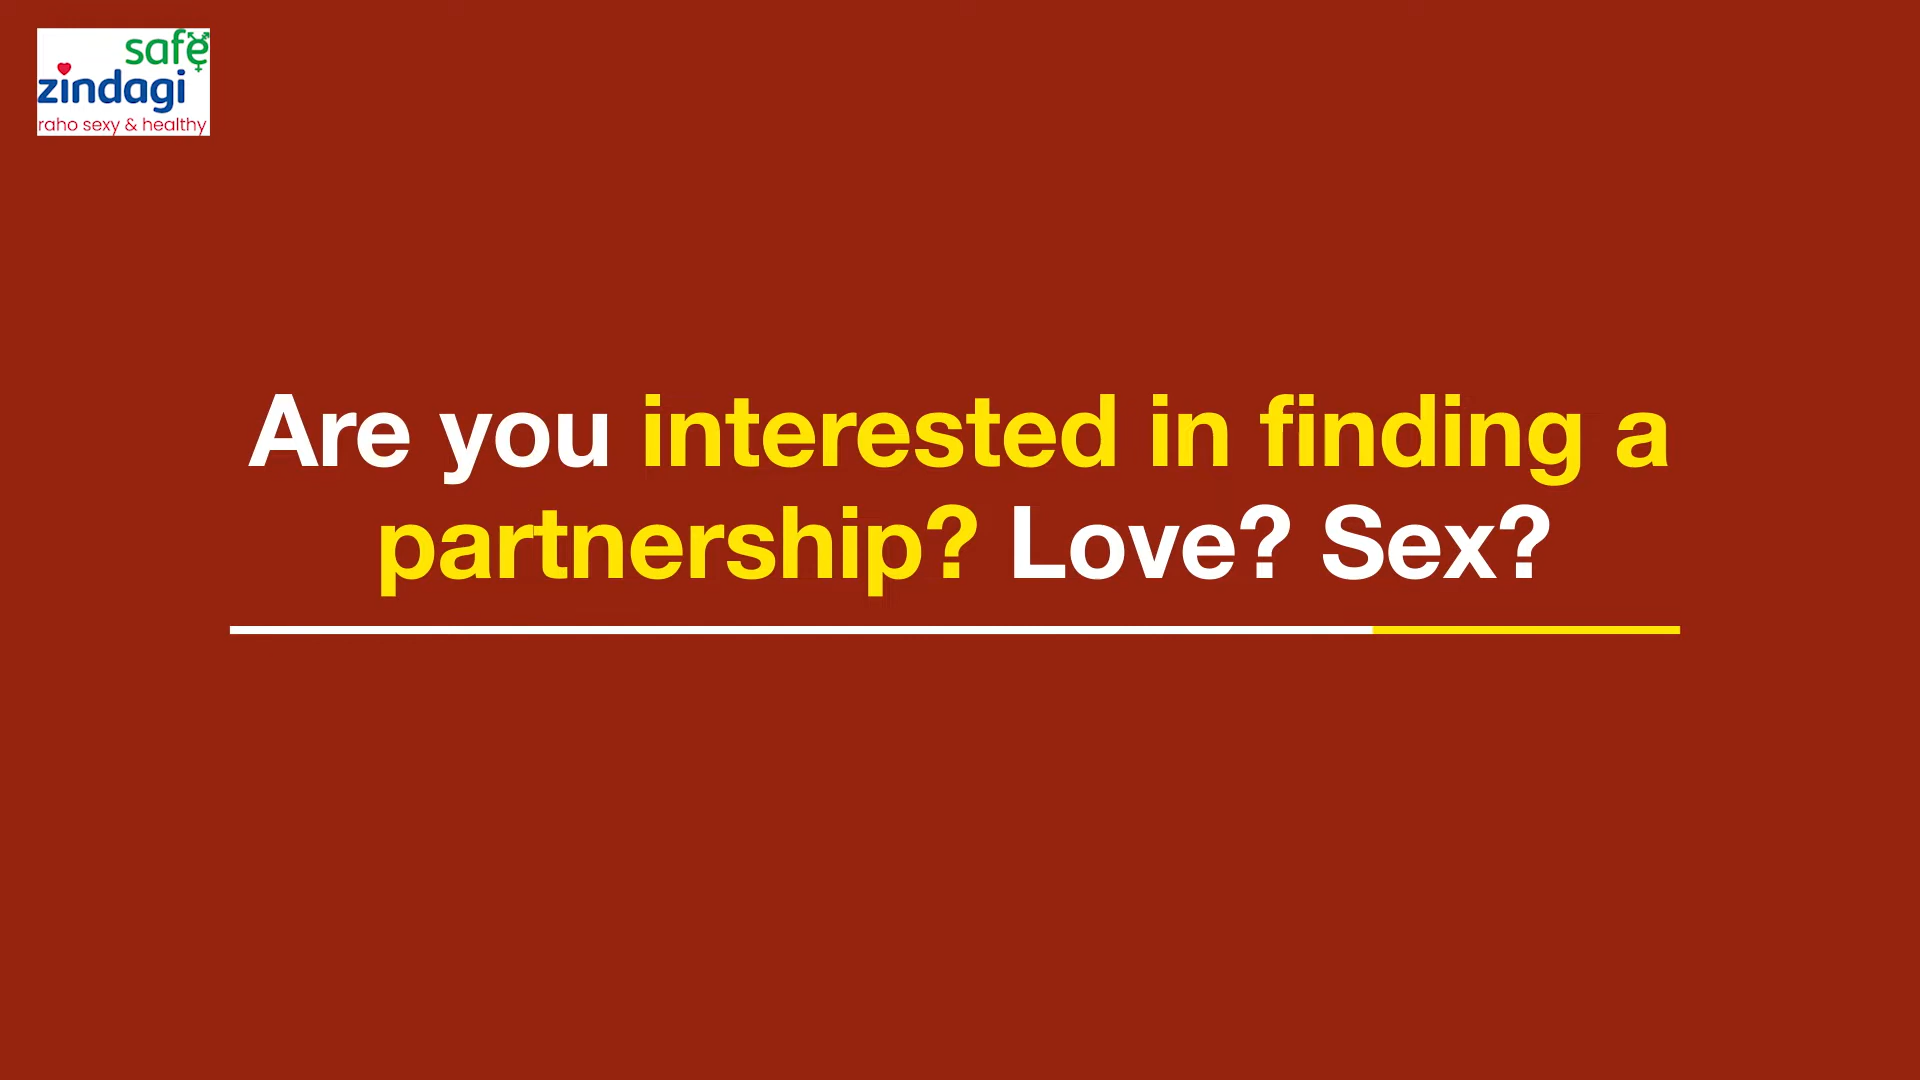 safe
zindagi
raho sexy & healthy
Are you interested in finding a
partnership? Love? Sex?